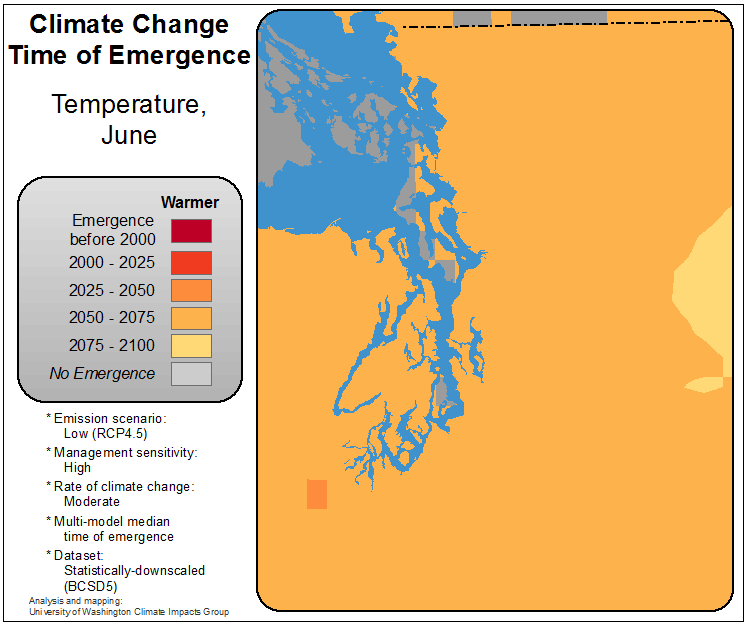 Climate Change
Time of Emergence
Temperature,
June
Warmer
Emergence
before 2000
2000 - 2025
2025 - 2050
2050 - 2075
2075 - 2100
No Emergence
* Emission scenario:
Low (RCP4.5)
* Management sensitivity:
High
* Rate of climate change:
Moderate
* Multi-model median
time of emergence
* Dataset:
Statistically-downscaled
(BCSD5)
Analysis and mapping:
University of Washington Climate Impacts Group